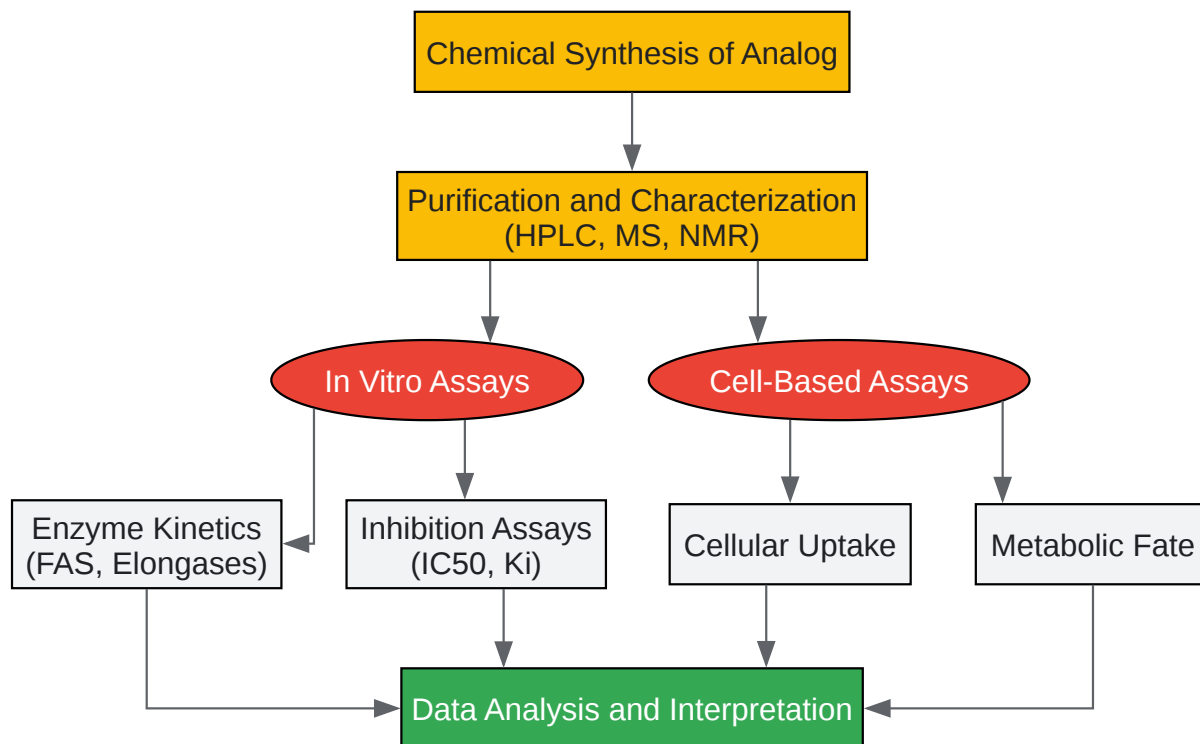 Chemical Synthesis of Analog
Purification and Characterization
(HPLC, MS, NMR)
In Vitro Assays
Cell-Based Assays
Enzyme Kinetics
(FAS, Elongases)
Inhibition Assays
(IC50, Ki)
Cellular Uptake
Metabolic Fate
Data Analysis and Interpretation